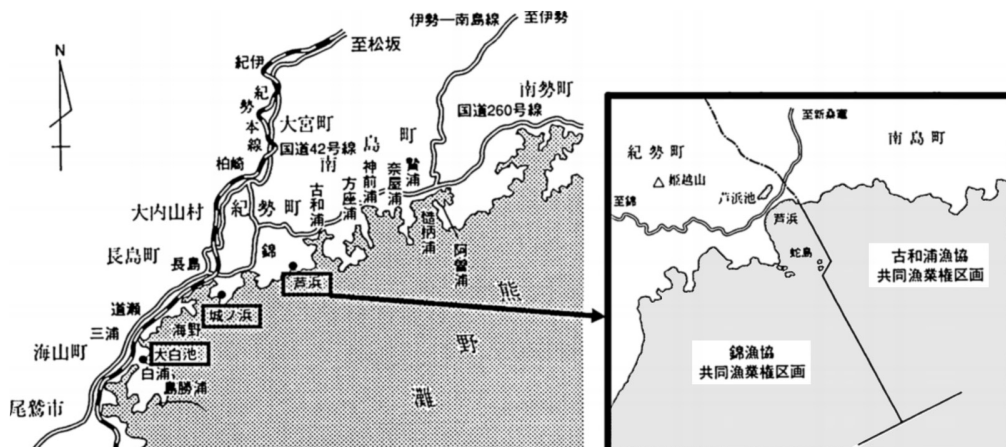 伊勢—南島線
至伊勢
至松坂
N
紀伊
紀勢本線
南勢町
国道260号線
大宮町
国道42号線
南島町
柏崎
古和浦
方座浦
神前浦
奈屋浦
贄浦
慥柄浦
阿曽浦
大内山村
紀勢町
錦
長島町
長島
芦浜
城ノ浜
道瀬
三浦
海野
海山町
大白池
白浦
島勝浦
尾鷲市
熊野灘
至新桑竈
南島町
紀勢町
姫越山
芦浜池
至錦
芦浜
蛇島
古和浦漁協
共同漁業権区画
錦漁協
共同漁業権区画